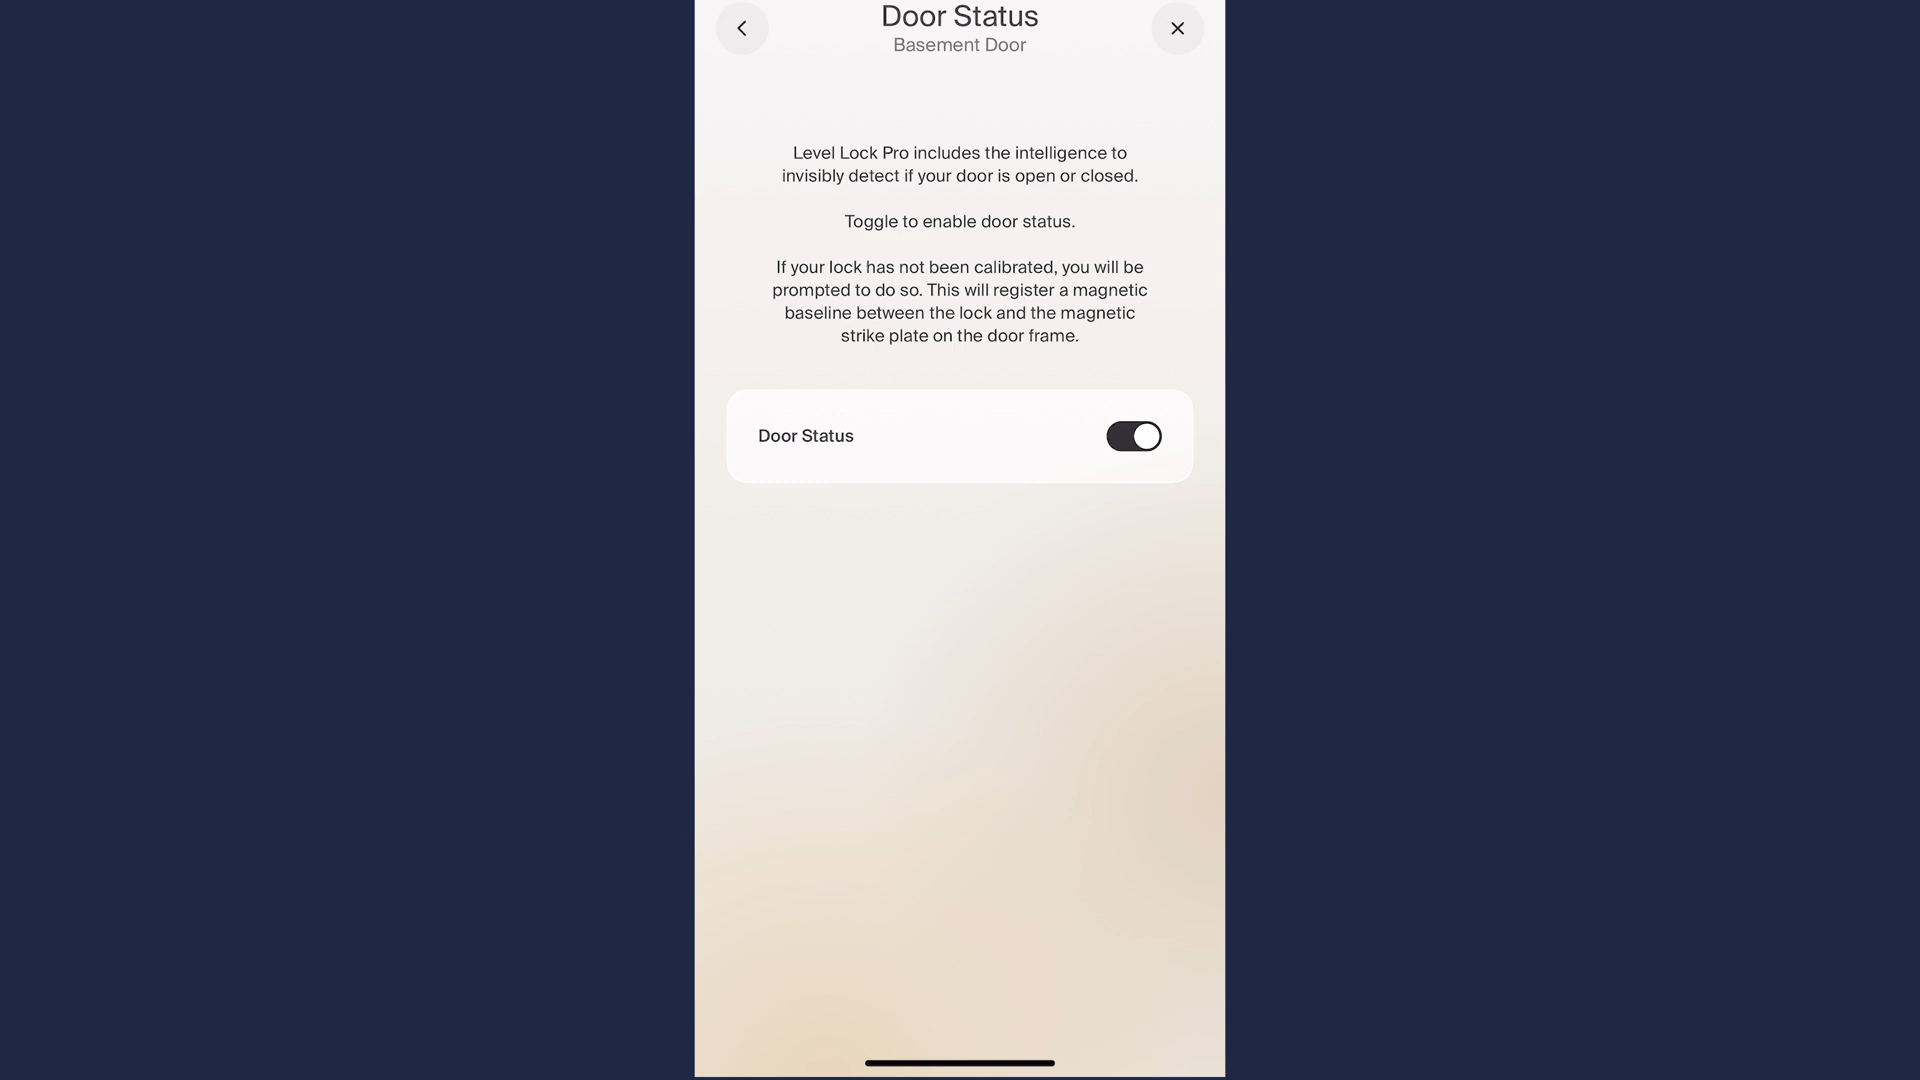 Door Status
Basement Door
Level Lock Pro includes the intelligence to
invisibly detect if your door is open or closed.
Toggle to enable door status.
If your lock has not been calibrated, you will be
prompted to do so. This will register a magnetic
baseline between the lock and the magnetic
strike plate on the door frame.
Door Status